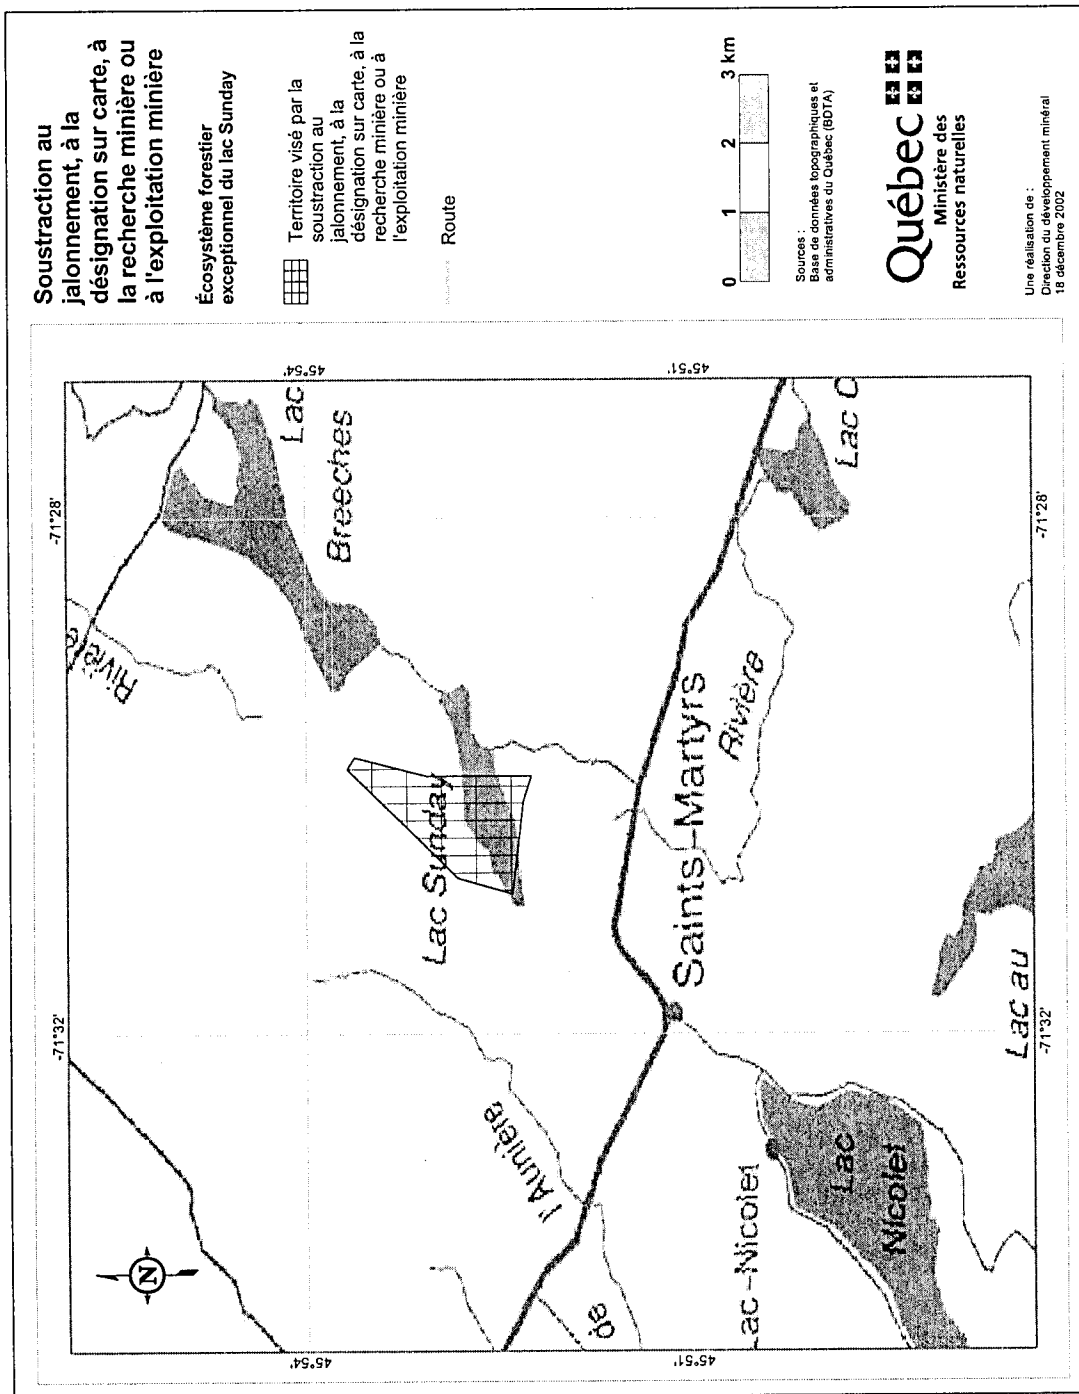 Soustraction au
jalonnement, à la
désignation sur carte, à
la recherche minière ou
à l'exploitation minière
Écosystème forestier
exceptionnel du lac Sunday
Territoire visé par la
soustraction au
jalonnement, à la
désignation sur carte, à la
recherche minière ou à
l'exploitation minière
Route
0 1 2 3 km
Sources :
Base de données topographiques et
administratives du Québec (BDTA)
Québec
Ministère des
Ressources naturelles
Une réalisation de :
Direction du développement minéral
18 décembre 2002
-71°32'
-71°28'
N
45°54'
45°54'
Rivière
Lac
Breeches
Lac Sunday
l'Aunière
de
45°51'
45°51'
Saints-Martyrs
Rivière
Lac O
ac-Nicolet
Lac
Nicolet
Lac au
-71°32'
-71°28'